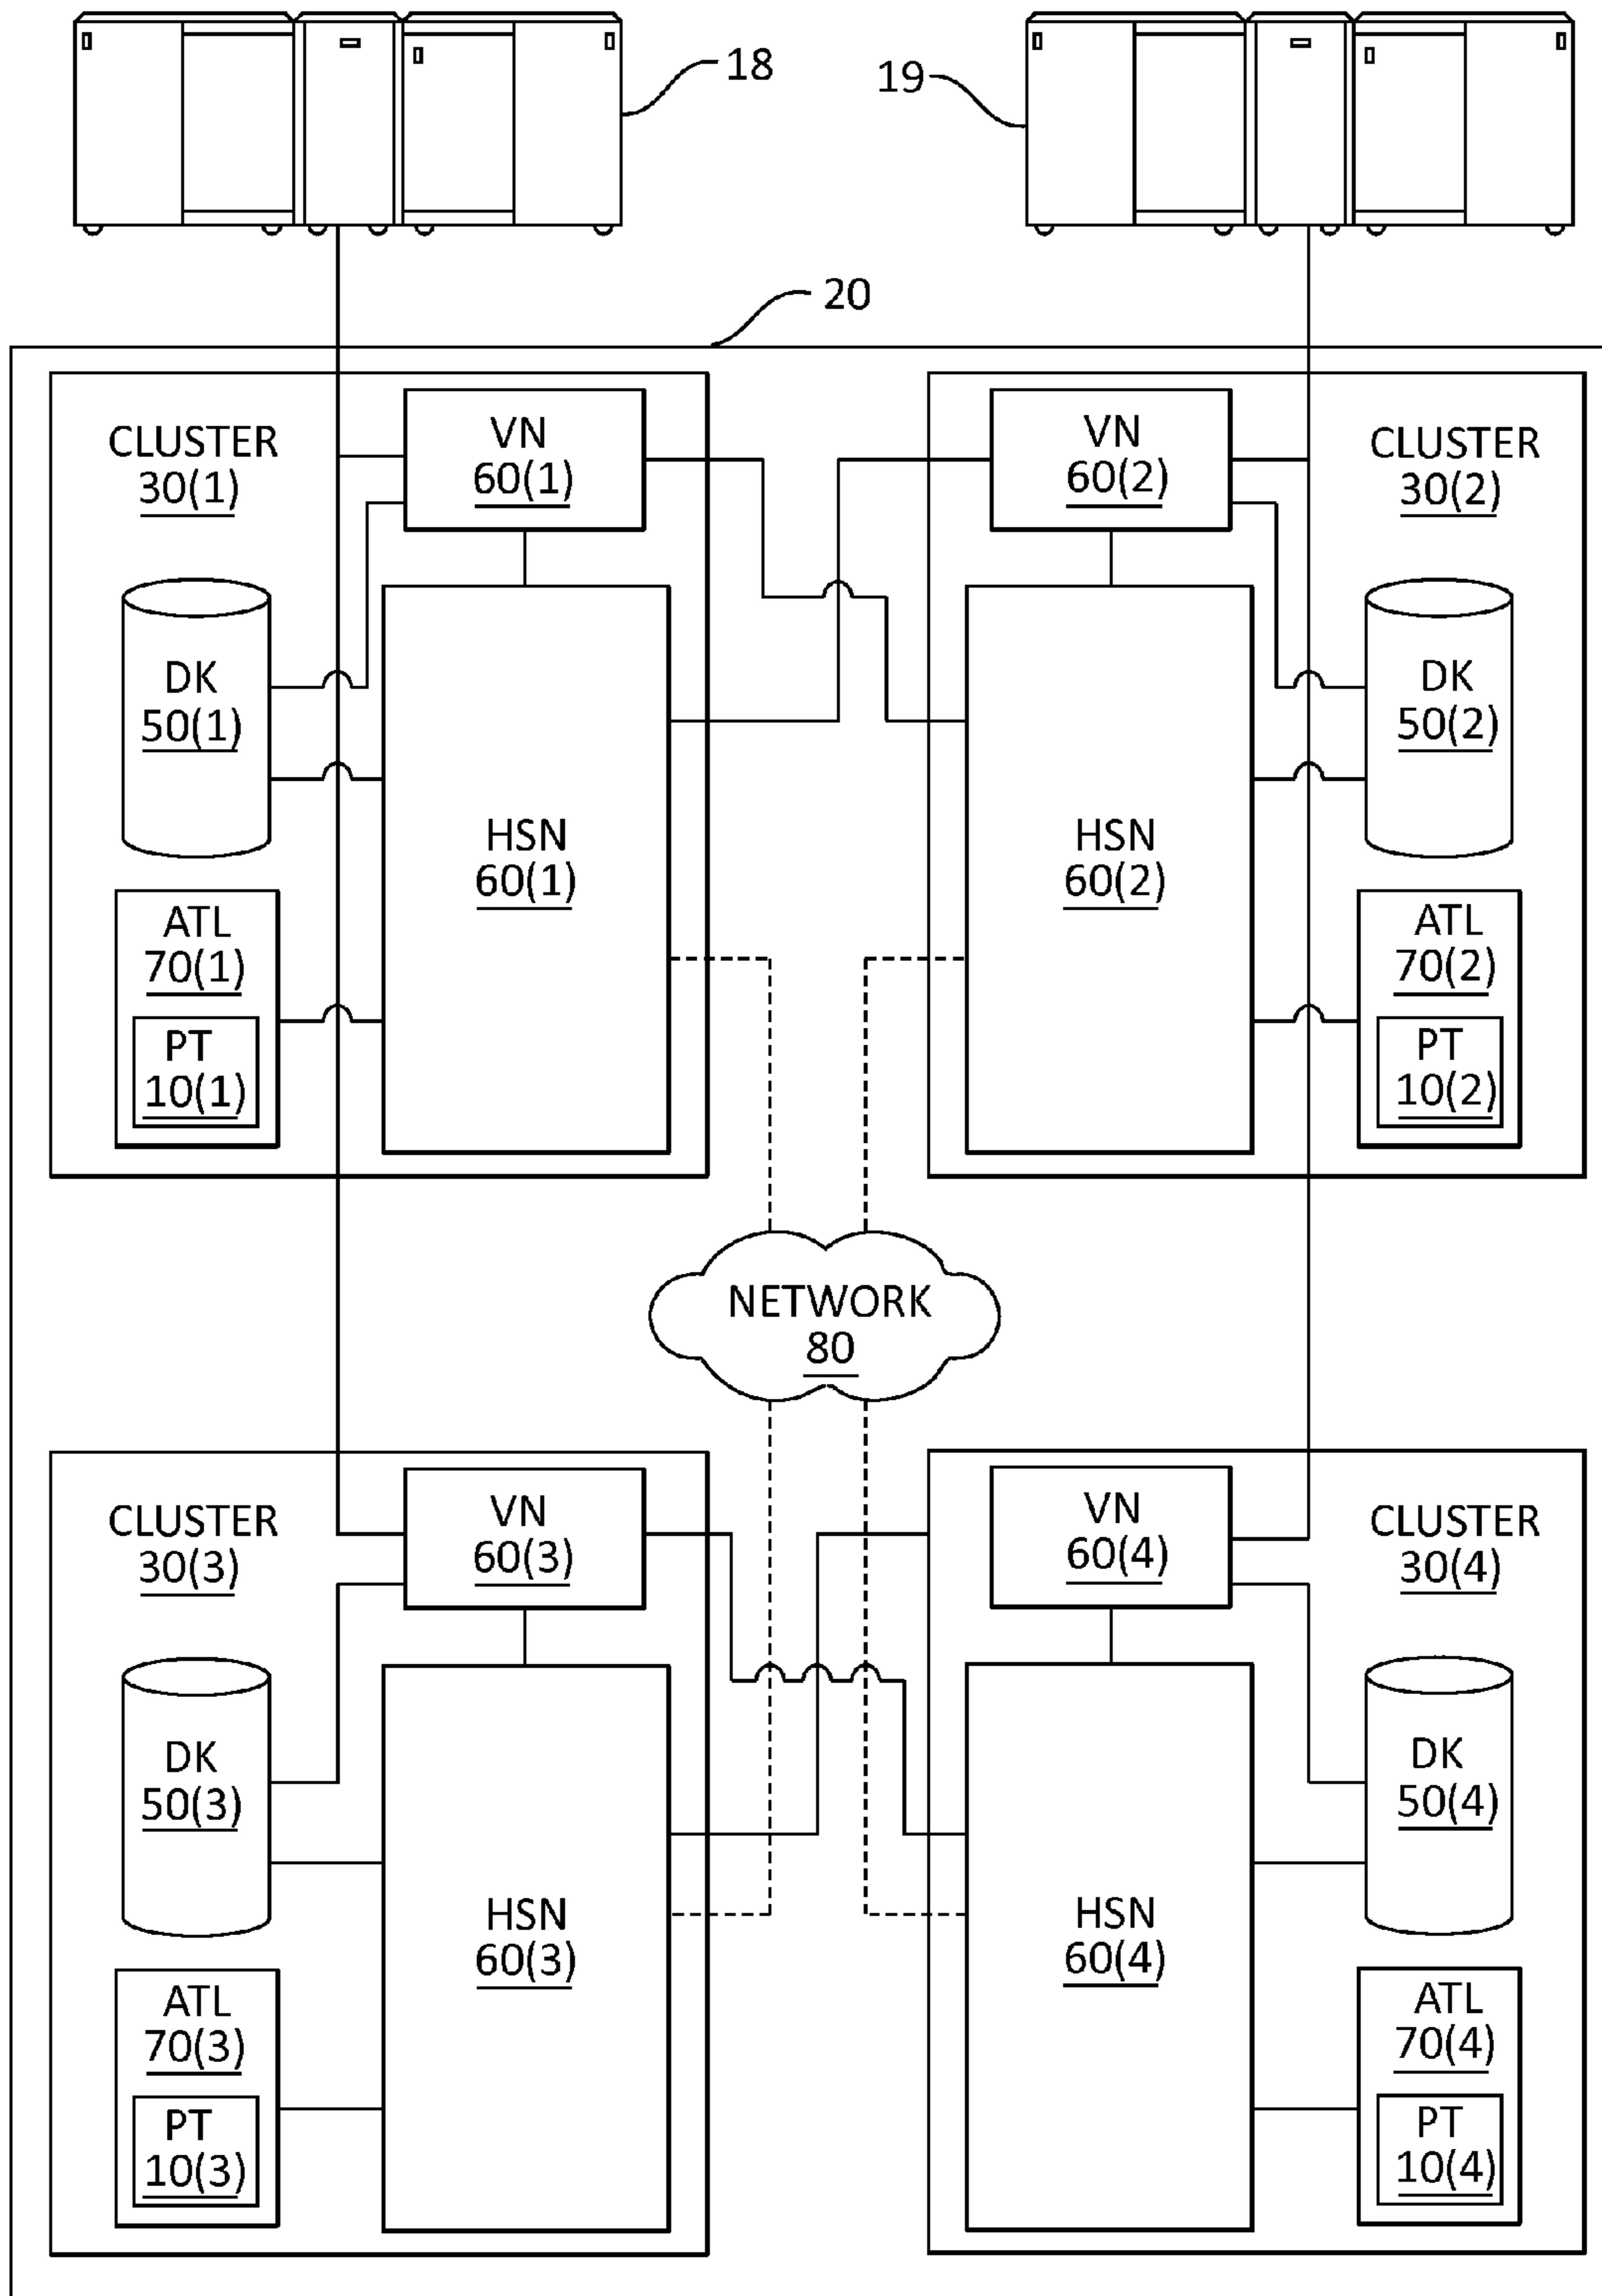 18
19
20
CLUSTER
30(1)
VN
60(1)
VN
60(2)
CLUSTER
30(2)
DK
50(1)
HSN
60(1)
HSN
60(2)
DK
50(2)
ATL
70(1)
PT
10(1)
ATL
70(2)
PT
10(2)
NETWORK
80
CLUSTER
30(3)
VN
60(3)
VN
60(4)
CLUSTER
30(4)
DK
50(3)
HSN
60(3)
HSN
60(4)
DK
50(4)
ATL
70(3)
PT
10(3)
ATL
70(4)
PT
10(4)